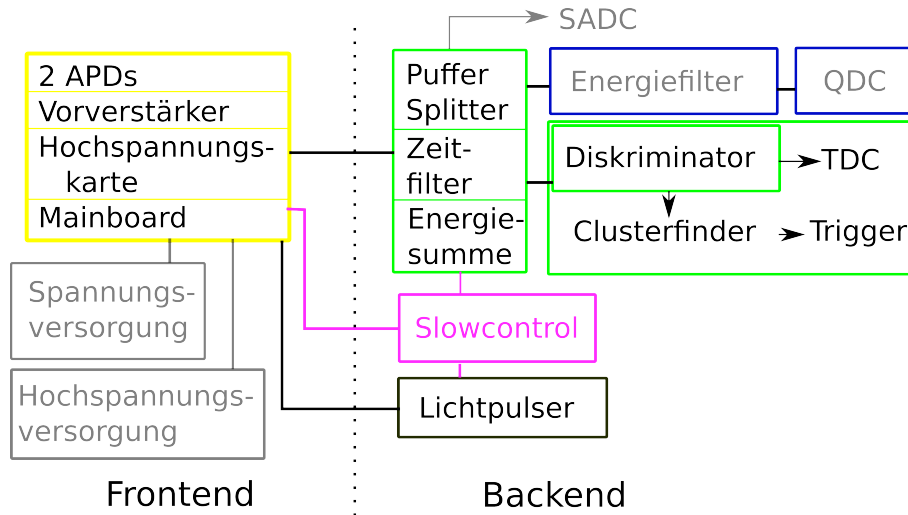 SADC
2 APDs
Vorverstärker
Hochspannungs-
karte
Mainboard
Spannungs-
versorgung
Hochspannungs-
versorgung
Puffer
Splitter
Zeit-
filter
Energie-
summe
Energiefilter
QDC
Diskriminator
TDC
Clusterfinder
Trigger
Slowcontrol
Lichtpulser
Frontend
Backend